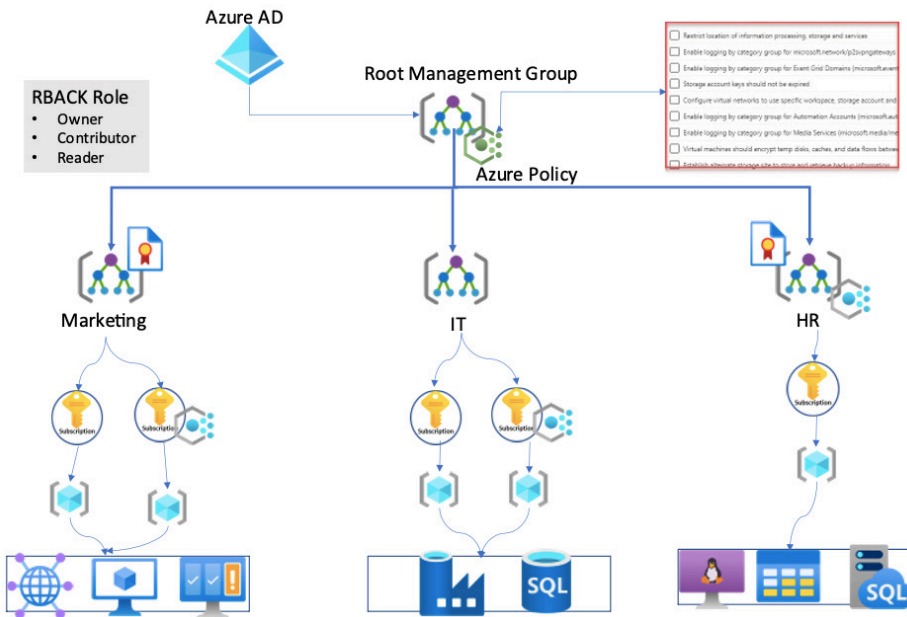 Azure AD
Root Management Group
RBACK Role
• Owner
• Contributor
• Reader
Restrict location of information processing, storage and services
Enable logging by category group for microsoft.network/p2svpngateways
Enable logging by category group for Event Grid Domains (microsoft.event
Storage account keys should not be expired
Configure virtual networks to use specific workspace, storage account and
Enable logging by category group for Automation Accounts (microsoft.aut
Enable logging by category group for Media Services (microsoft.media/me
Virtual machines should encrypt temp disks, caches, and data flows betwe
Establish alternate storage site to store and retrieve backup information
Azure Policy
Marketing
IT
HR
Subscription
Subscription
Subscription
Subscription
Subscription
SQL
SQL